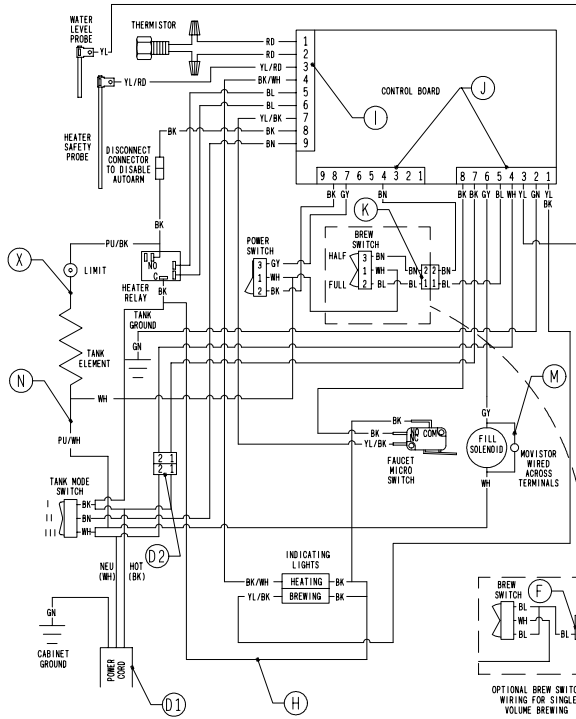 WATER
LEVEL
PROBE
THERMISTOR
YL
RD
RD
YL/RD
BK/WH
BL
BL
YL/BK
BK
BN
1
2
3
4
5
6
7
8
9
CONTROL BOARD
J
I
YL/RD
HEATER
SAFETY
PROBE
DISCONNECT
CONNECTOR
TO DISABLE
AUTOARM
BK
BK
9 8 7 6 5 4 3 2 1
8 7 6 5 4 3 2 1
BK GY BN
BK BK GY BL WH YL GN YL
BK
K
PU/BK
X
LIMIT
NO
C
BK
HEATER
RELAY
POWER
SWITCH
3 GY
1 WH
2 BK
BREW
SWITCH
HALF
FULL
3 BN
1 WH
2 BL
BN 2 2 BN
BL 1 1 BL
TANK
GROUND
GN
TANK
ELEMENT
N
WH
PU/WH
M
GY
BK
BK
YL/BK
NO COM
NC
FAUCET
MICRO
SWITCH
FILL
SOLENOID
WH
MOVISTOR
WIRED
ACROSS
TERMINALS
2 1
2 1
TANK MODE
SWITCH
I
II
III
BK
BN
WH
D2
NEU
(WH)
HOT
(BK)
INDICATING
LIGHTS
BK/WH HEATING BK
YL/BK BREWING BK
GN
CABINET
GROUND
POWER
CORD
D1
H
BREW
SWITCH
F
BL
WH
BL
BL
OPTIONAL BREW SWITC
WIRING FOR SINGLE
VOLUME BREWING